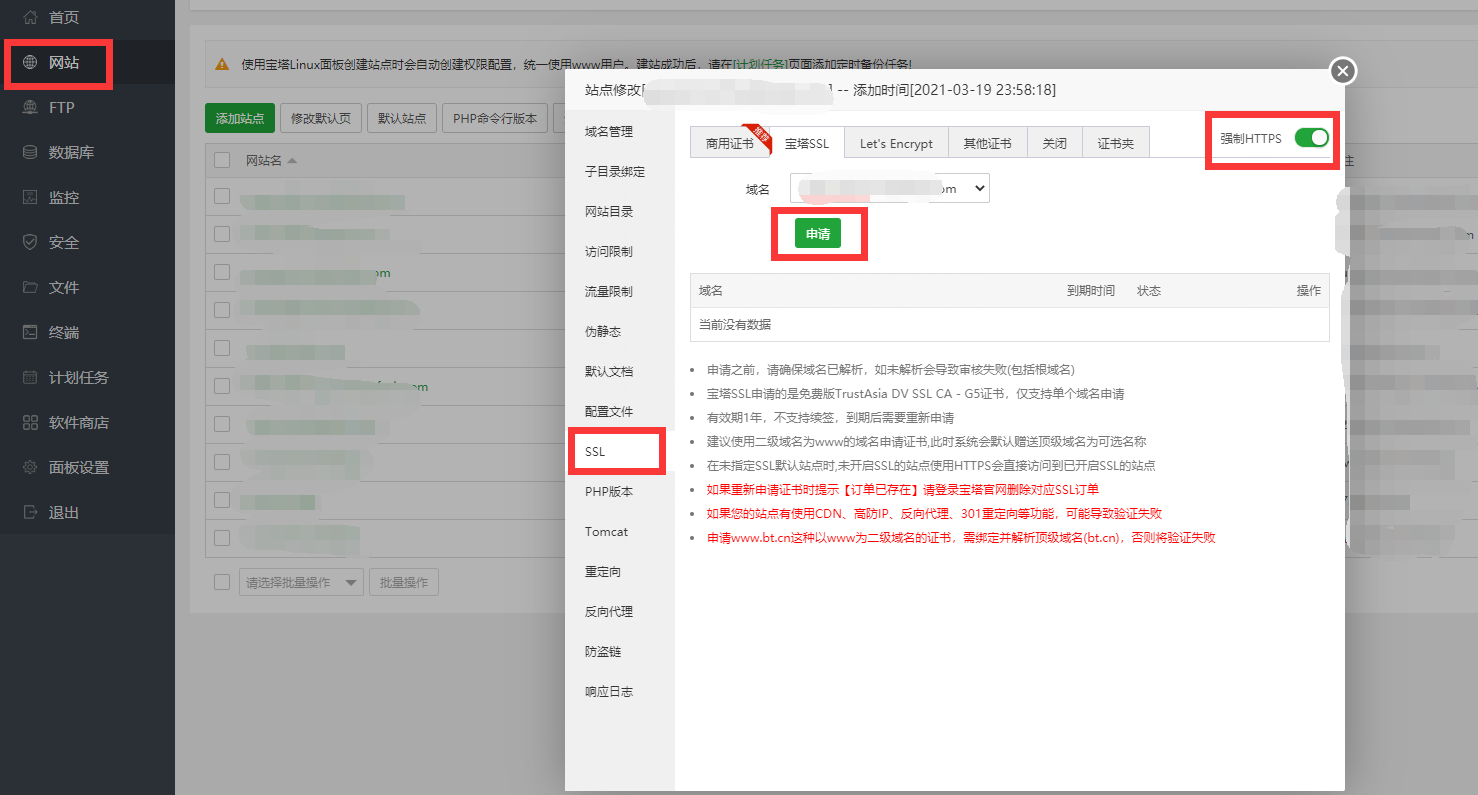 首页
网站
FTP
数据库
监控
安全
文件
终端
计划任务
软件商店
面板设置
退出
使用宝塔Linux面板创建站点时会自动创建权限配置，统一使用www用户。建站成功后，请在[计划任务]页面添加定时备份任务!
添加站点
修改默认页
默认站点
PHP命令行版本
网站名
om
om
请选择批量操作
批量操作
站点修改[
] -- 添加时间[2021-03-19 23:58:18]
域名管理
子目录绑定
网站目录
访问限制
流量限制
伪静态
默认文档
配置文件
SSL
PHP版本
Tomcat
重定向
反向代理
防盗链
响应日志
商用证书
推荐
宝塔SSL
Let's Encrypt
其他证书
关闭
证书夹
强制HTTPS
域名
om
申请
域名 到期时间 状态 操作
当前没有数据
申请之前，请确保域名已解析，如未解析会导致审核失败(包括根域名)
宝塔SSL申请的是免费版TrustAsia DV SSL CA - G5证书，仅支持单个域名申请
有效期1年，不支持续签，到期后需要重新申请
建议使用二级域名为www的域名申请证书,此时系统会默认赠送顶级域名为可选名称
在未指定SSL默认站点时,未开启SSL的站点使用HTTPS会直接访问到已开启SSL的站点
如果重新申请证书时提示【订单已存在】请登录宝塔官网删除对应SSL订单
如果您的站点有使用CDN、高防IP、反向代理、301重定向等功能，可能导致验证失败
申请www.bt.cn这种以www为二级域名的证书，需绑定并解析顶级域名(bt.cn)，否则将验证失败
注